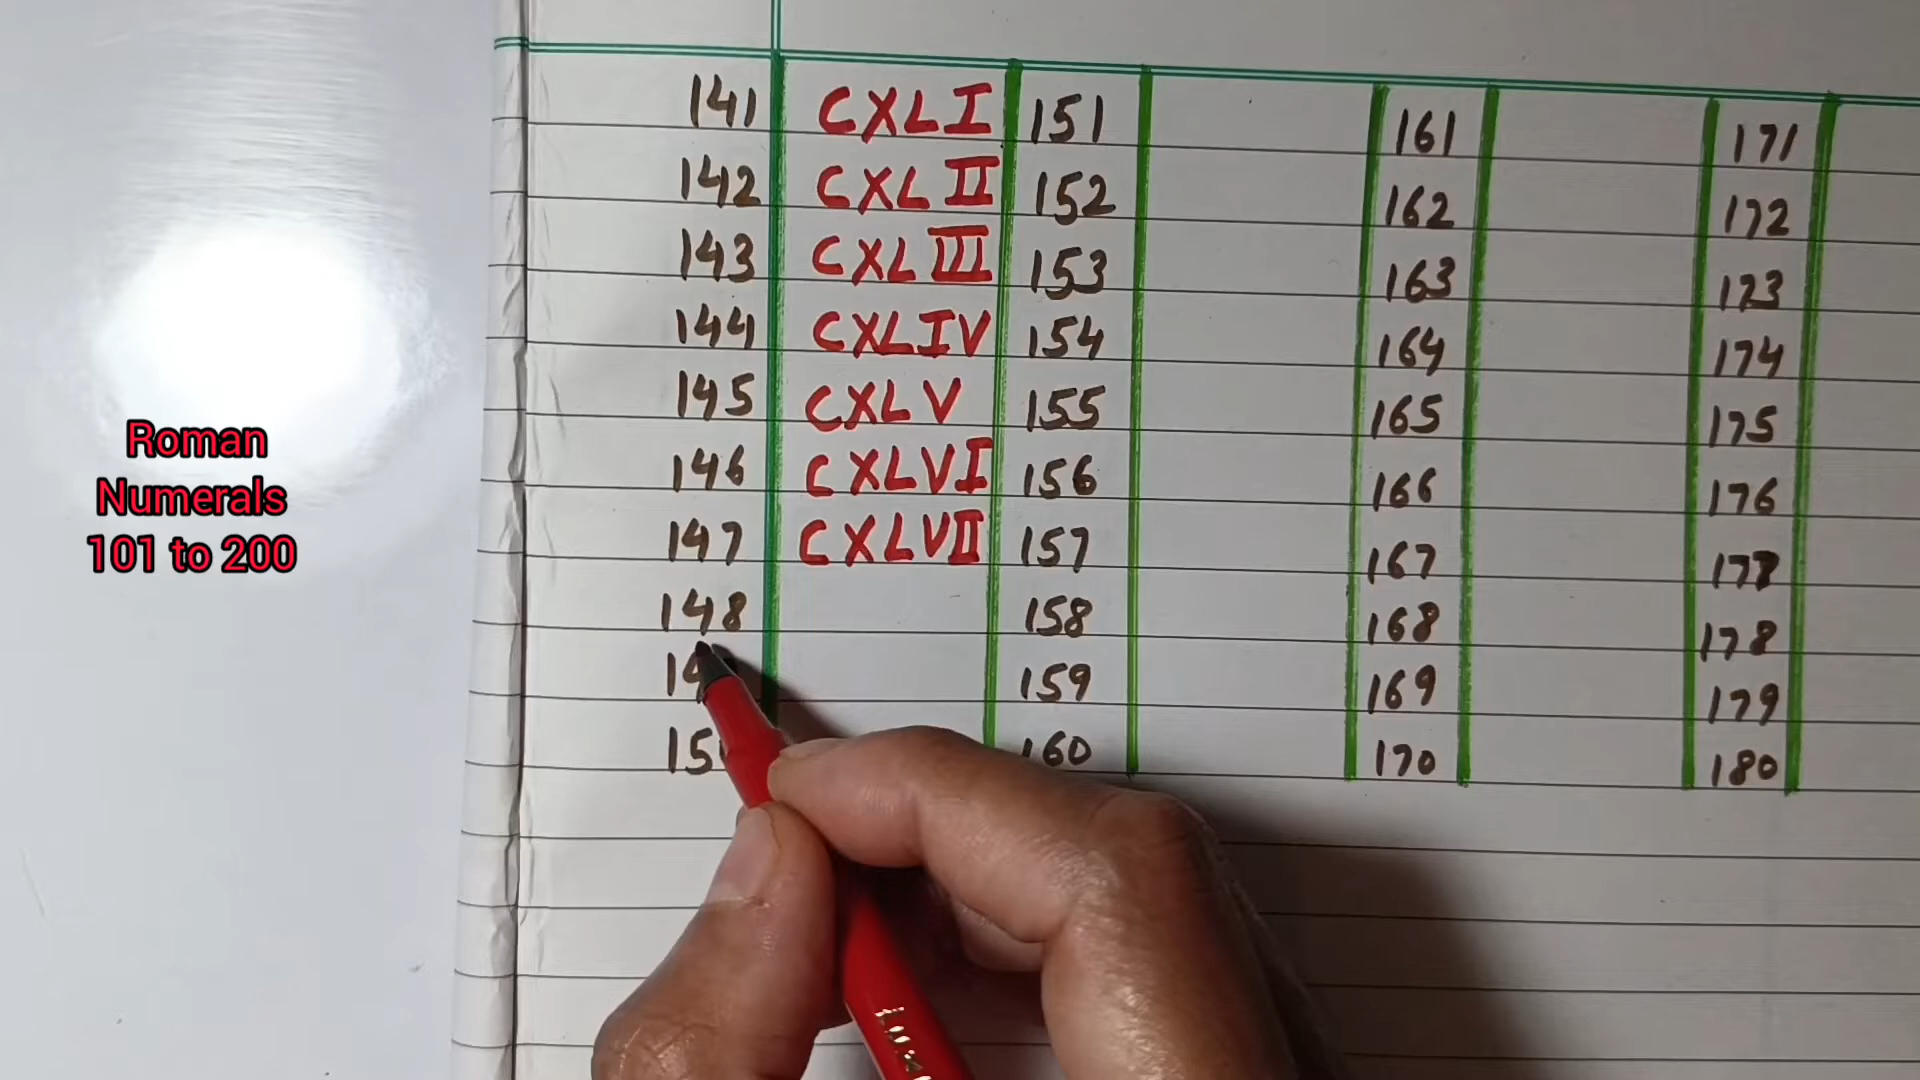 Roman
Numerals
101 to 200
141 CXLI 151 161 171
142 CXLII 152 162 172
143 CXLIII 153 163 173
144 CXLIV 154 164 174
145 CXLV 155 165 175
146 CXLVI 156 166 176
147 CXLVII 157 167 177
148 158 168 178
159 169 179
160 170 180